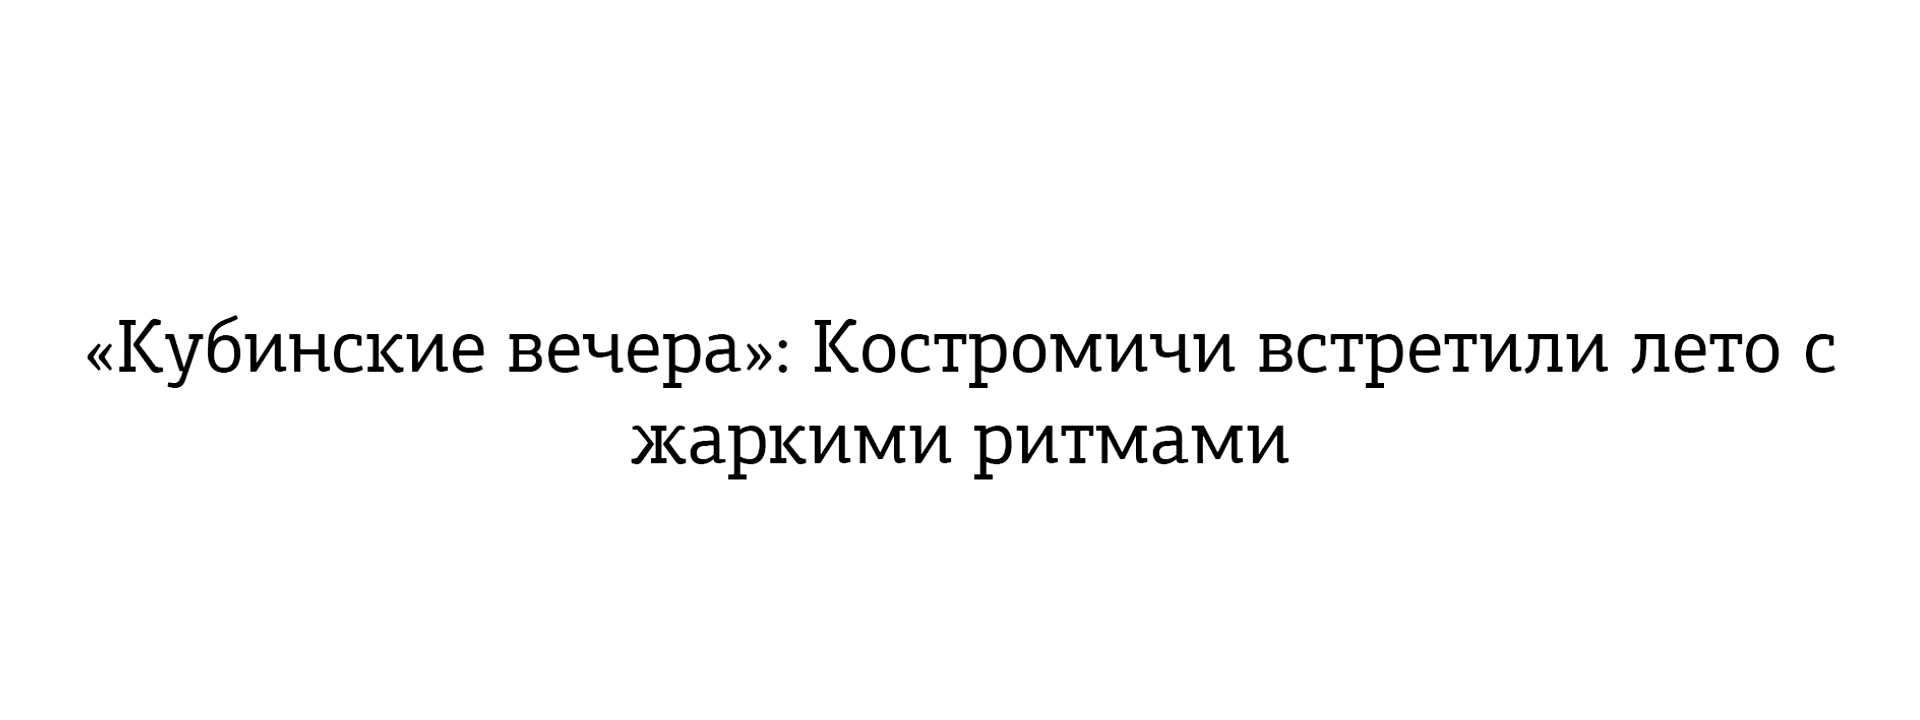 «Кубинские вечера»: Костромичи встретили лето с
жаркими ритмами